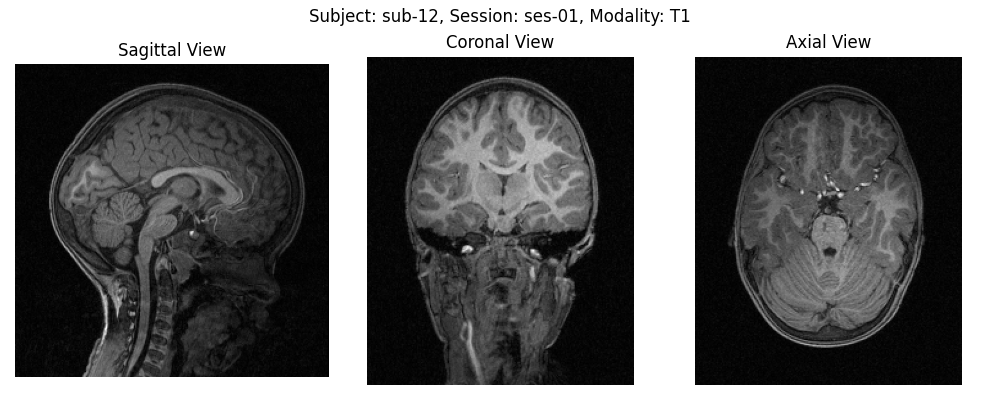 Subject: sub-12, Session: ses-01, Modality: T1
Sagittal View
Coronal View
Axial View